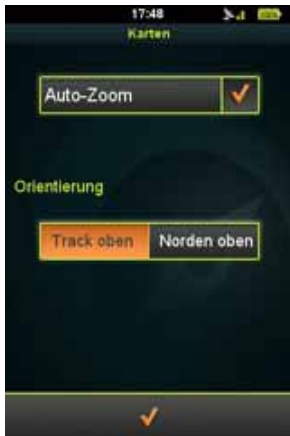 17:48
Karten
Auto-Zoom
Orientierung
Track oben
Norden oben